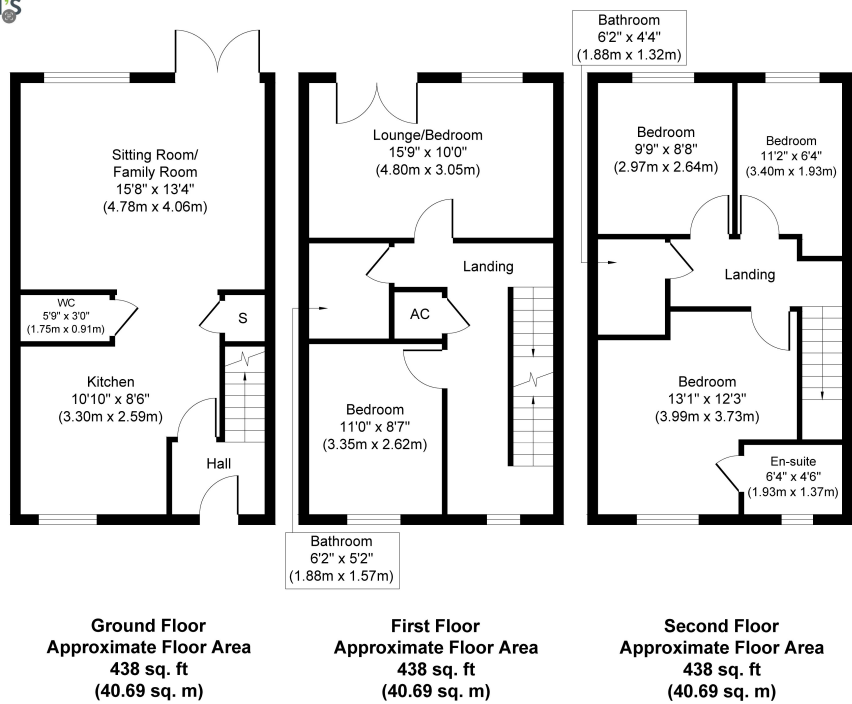 'S
Sitting Room/
Family Room
15'8" x 13'4"
(4.78m x 4.06m)
WC
5'9" x 3'0"
(1.75m x 0.91m)
S
Kitchen
10'10" x 8'6"
(3.30m x 2.59m)
Hall
Ground Floor
Approximate Floor Area
438 sq. ft
(40.69 sq. m)
Lounge/Bedroom
15'9" x 10'0"
(4.80m x 3.05m)
Landing
AC
Bedroom
11'0" x 8'7"
(3.35m x 2.62m)
Bathroom
6'2" x 5'2"
(1.88m x 1.57m)
First Floor
Approximate Floor Area
438 sq. ft
(40.69 sq. m)
Bathroom
6'2" x 4'4"
(1.88m x 1.32m)
Bedroom
9'9" x 8'8"
(2.97m x 2.64m)
Bedroom
11'2" x 6'4"
(3.40m x 1.93m)
Landing
Bedroom
13'1" x 12'3"
(3.99m x 3.73m)
En-suite
6'4" x 4'6"
(1.93m x 1.37m)
Second Floor
Approximate Floor Area
438 sq. ft
(40.69 sq. m)